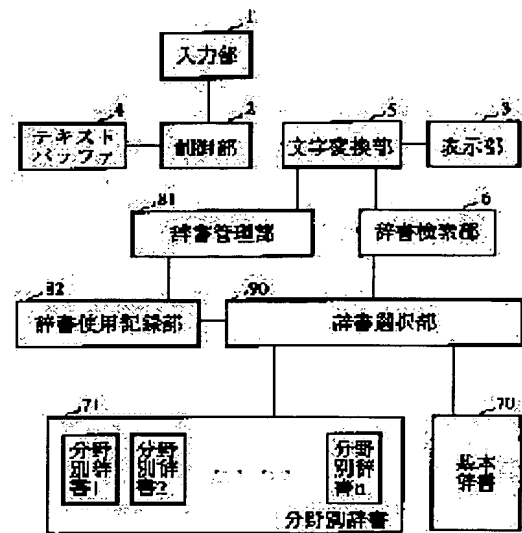 1
入力部
4
2
5
3
テキスト
バッファ
制御部
文字変換部
表示部
81
6
辞書管理部
辞書検索部
82
90
辞書使用記録部
辞書選択部
71
70
分野
別辞
書1
分野
別辞
書2
・・・・
分野
別辞
書n
基本
辞書
分野別辞書